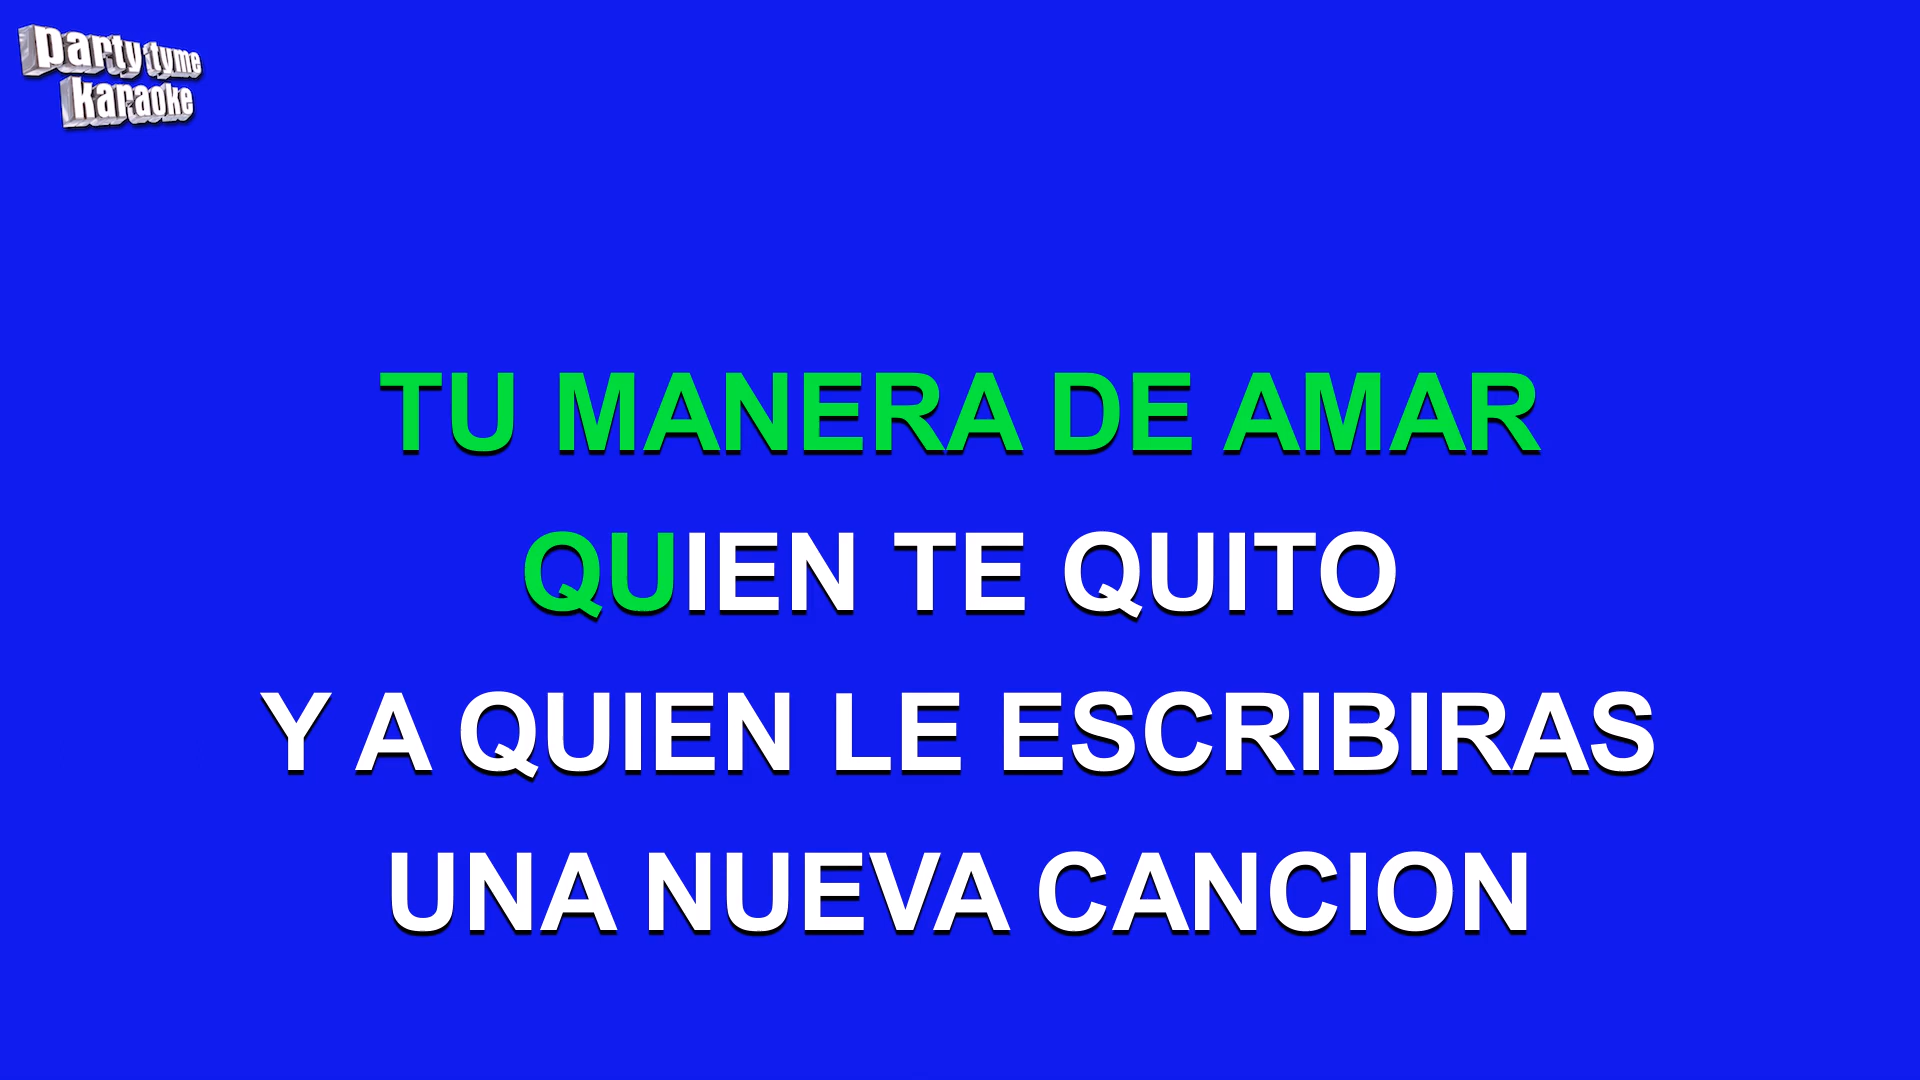 party tyme
karaoke
TU MANERA DE AMAR
QUIEN TE QUITO
Y A QUIEN LE ESCRIBIRAS
UNA NUEVA CANCION